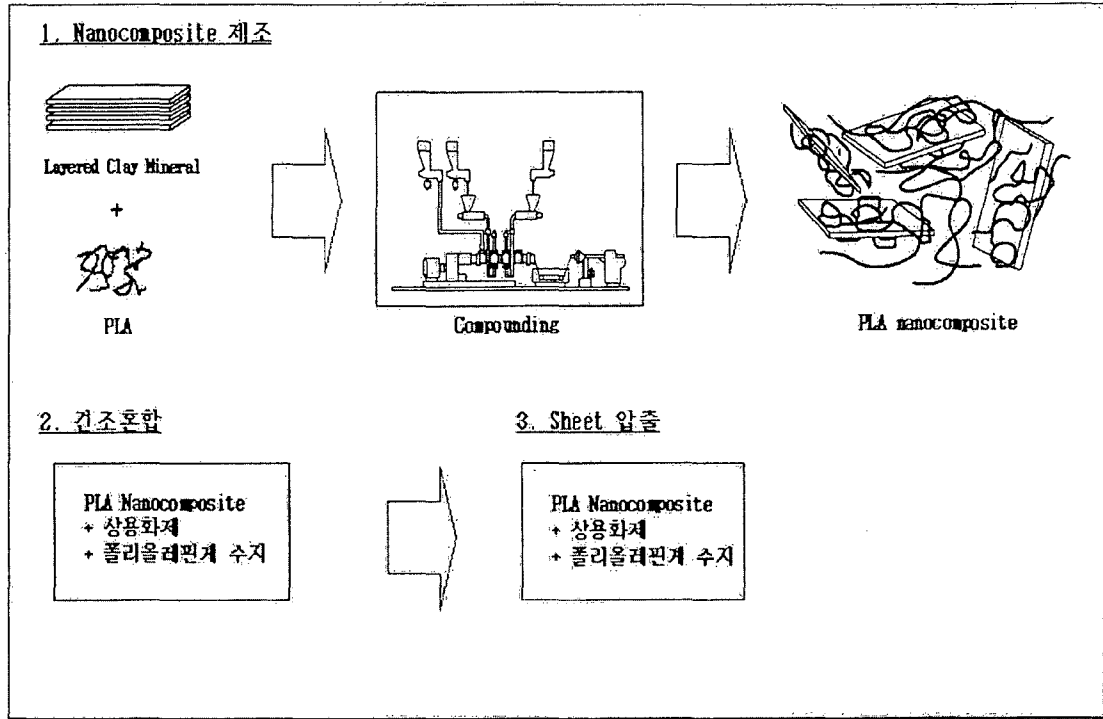 1. Nanocomposite 제조
Layered Clay Mineral
+
PLA
Compounding
PLA nanocomposite
2. 건조혼합
3. Sheet 압출
PLA Nanocomposite
+ 상용화제
+ 폴리올레핀계 수지
PLA Nanocomposite
+ 상용화제
+ 폴리올레핀계 수지